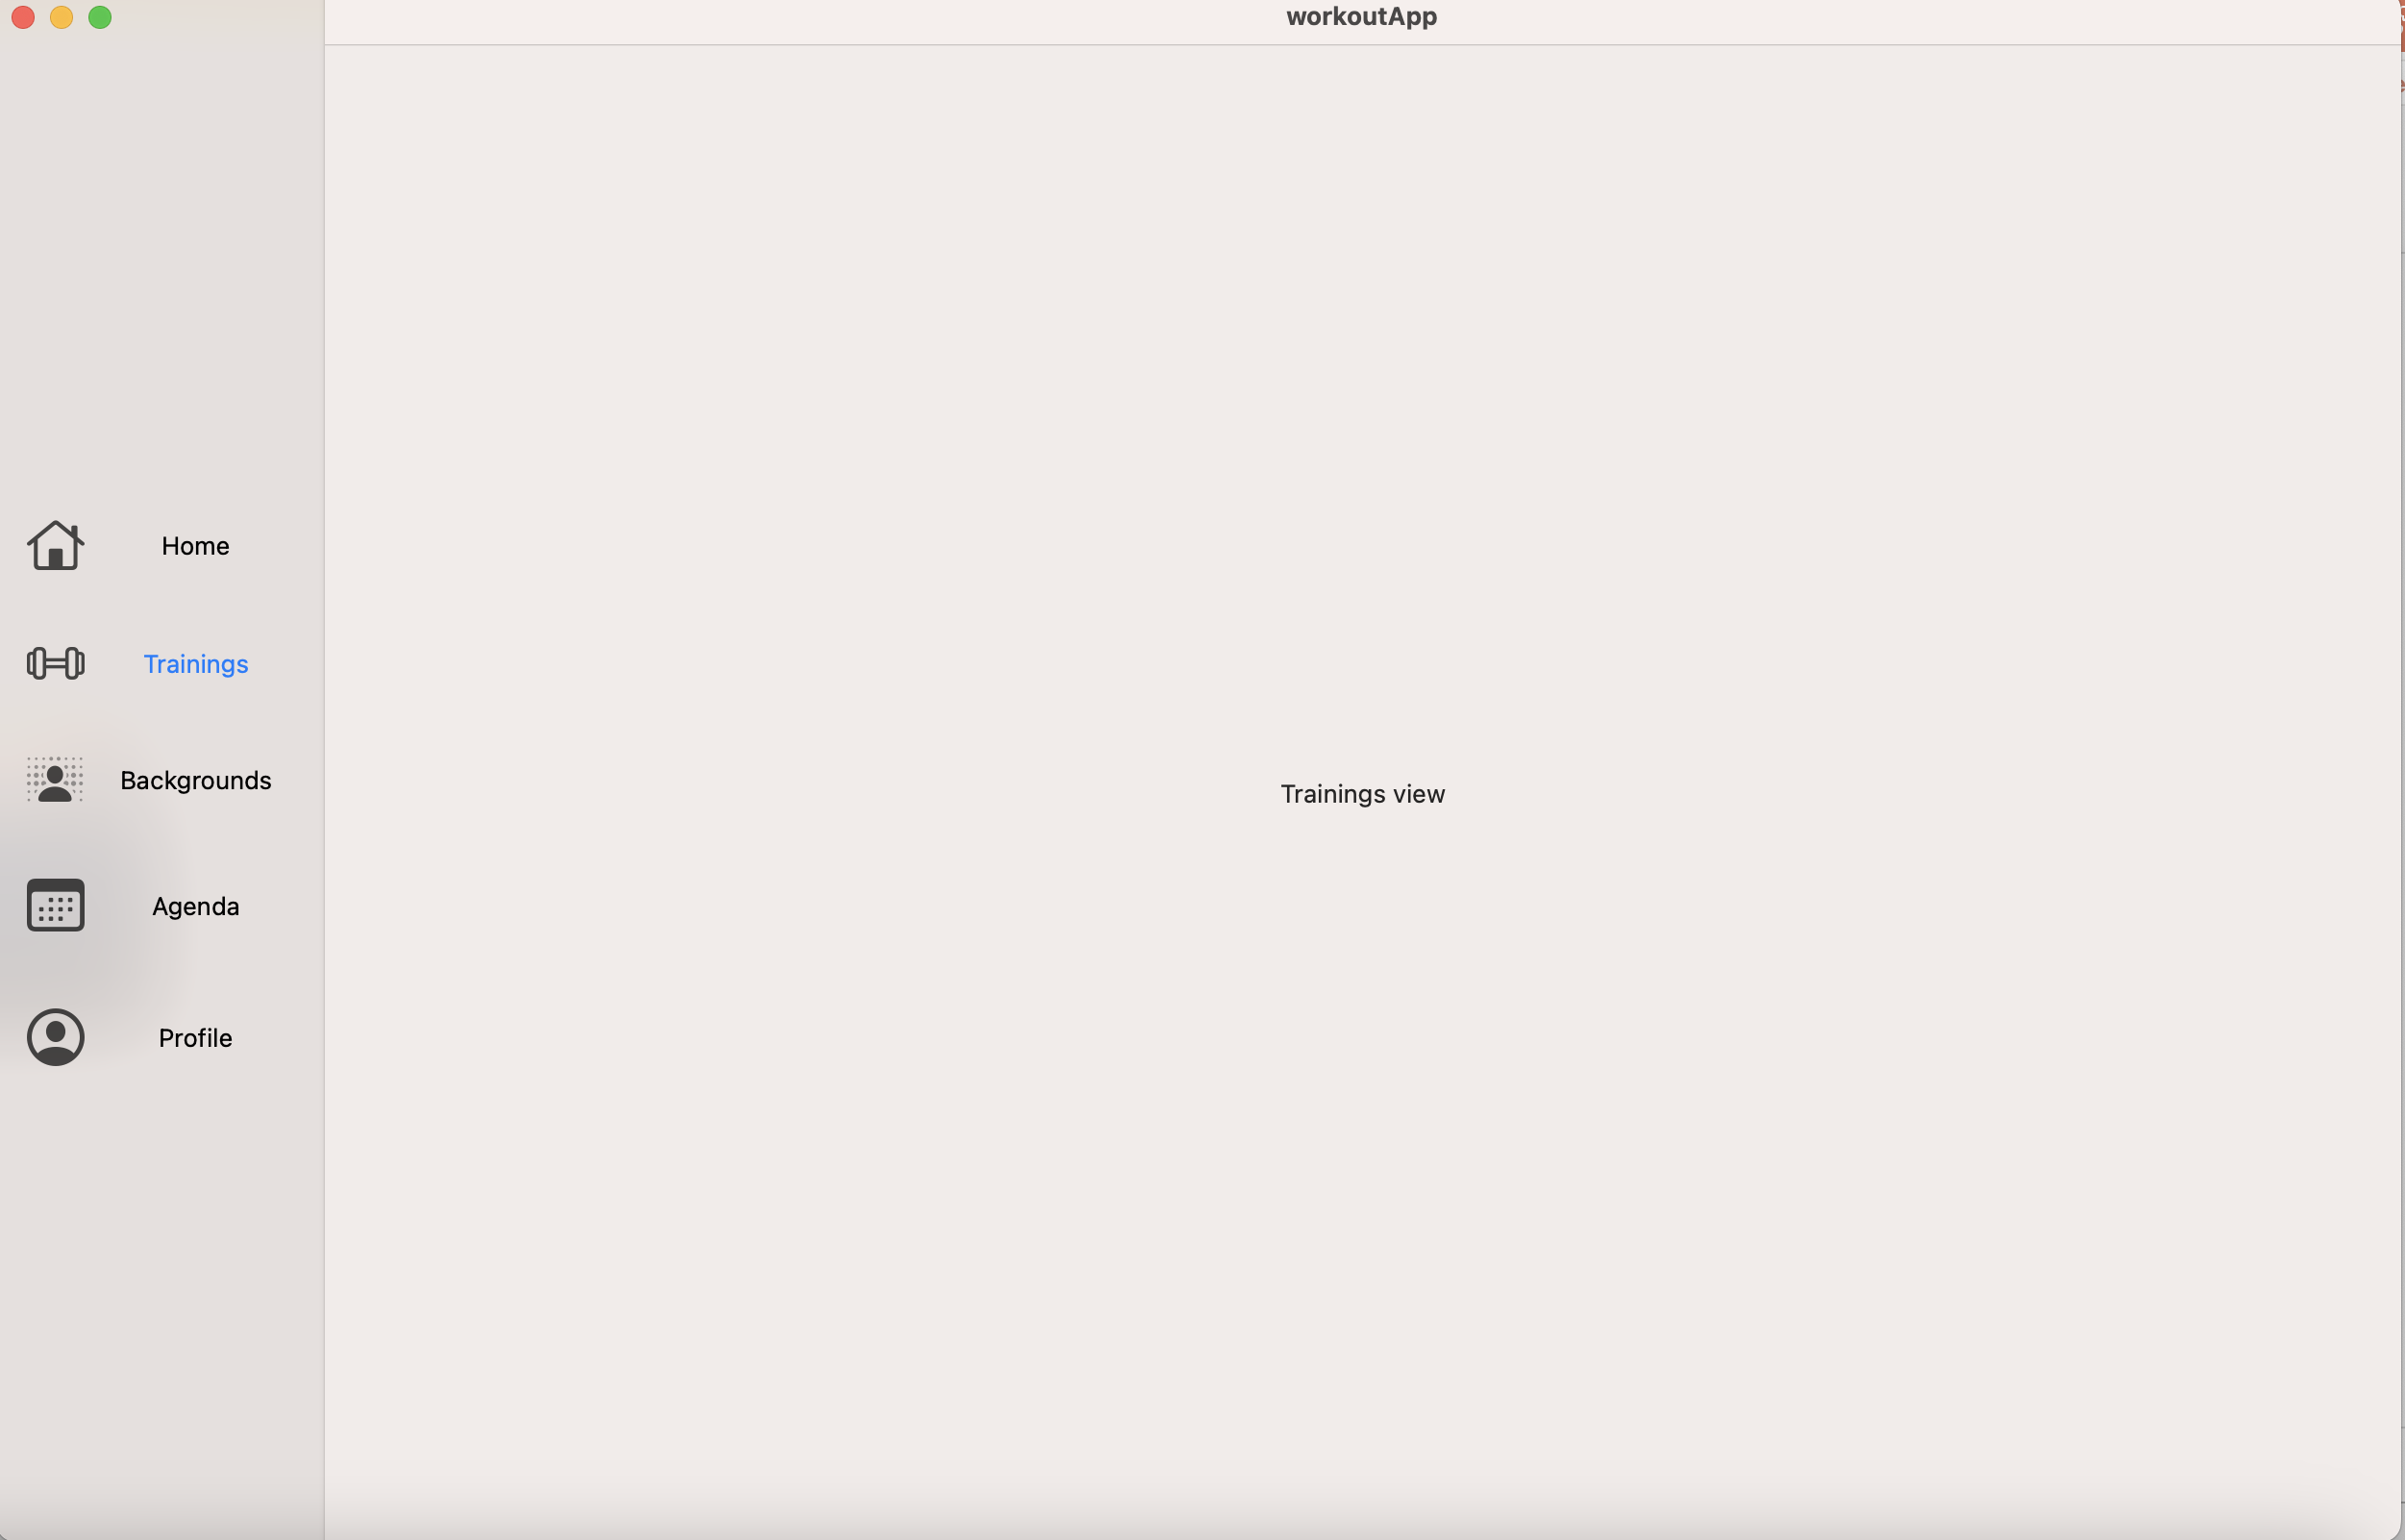 workoutApp
Home
Trainings
Backgrounds
Agenda
Profile
Trainings view